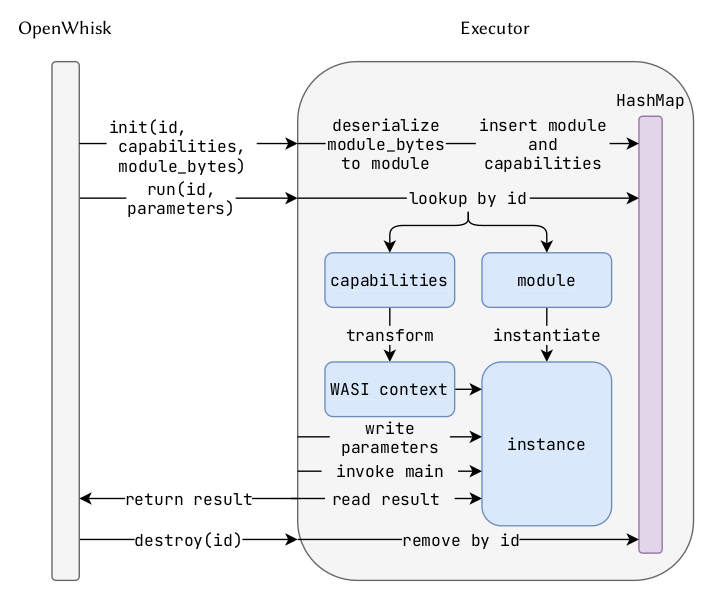 OpenWhisk
Executor
HashMap
init(id,
capabilities,
module_bytes)
deserialize
module_bytes
to module
insert module
and
capabilities
run(id,
parameters)
lookup by id
capabilities
module
transform
instantiate
WASI context
instance
write
parameters
invoke main
return result
read result
destroy(id)
remove by id